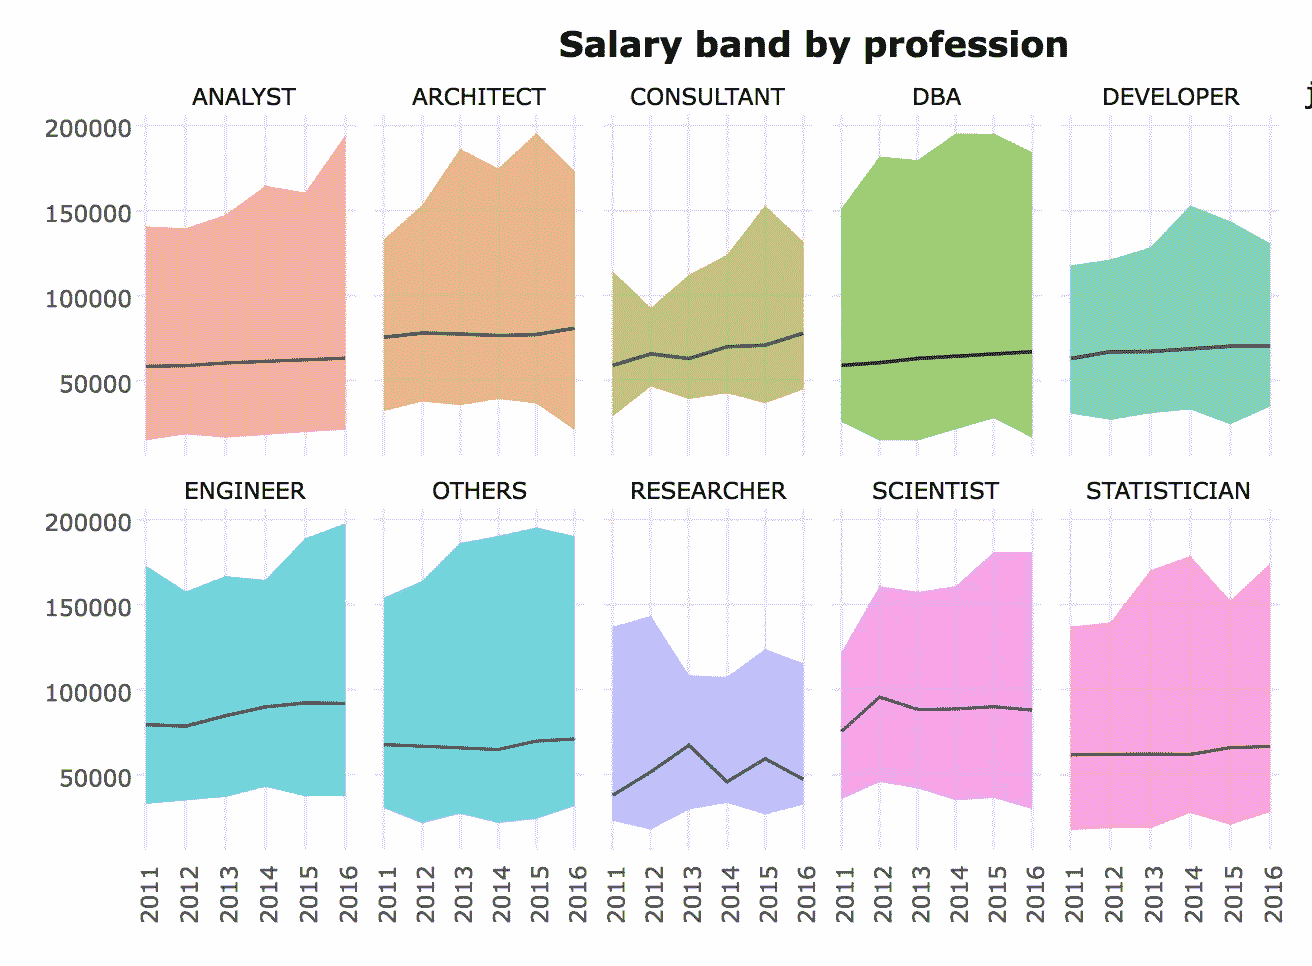 Salary band by profession
ANALYST ARCHITECT CONSULTANT DBA DEVELOPER j
200000
150000
100000
50000
ENGINEER OTHERS RESEARCHER SCIENTIST STATISTICIAN
200000
150000
100000
50000
2011 2012 2013 2014 2015 2016 2011 2012 2013 2014 2015 2016 2011 2012 2013 2014 2015 2016 2011 2012 2013 2014 2015 2016 2011 2012 2013 2014 2015 2016